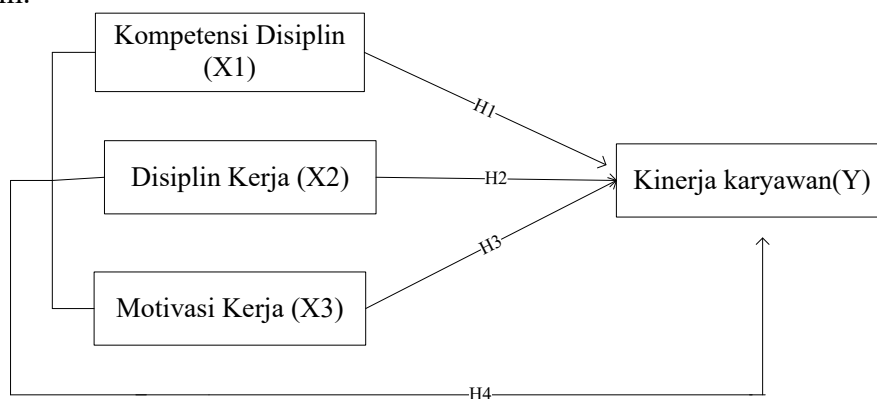 Kompetensi Disiplin
(X1)
H1
Disiplin Kerja (X2)
H2
Kinerja karyawan(Y)
H3
Motivasi Kerja (X3)
H4